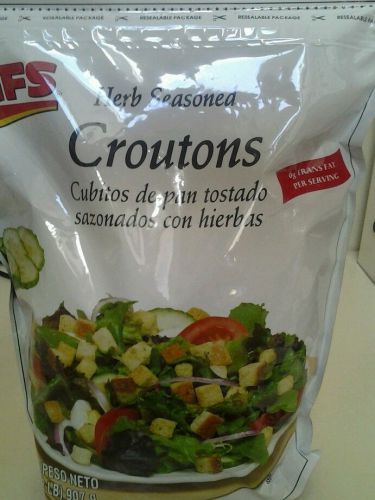 RESEALABLE PACKAGE RESEALABLE PACKAGE RESEALABLE PACKAGE
FS
Herb Seasoned
Croutons
Cubitos de pan tostado
sazonados con hierbas
0g TRANS FAT
PER SERVING
PESO NETO